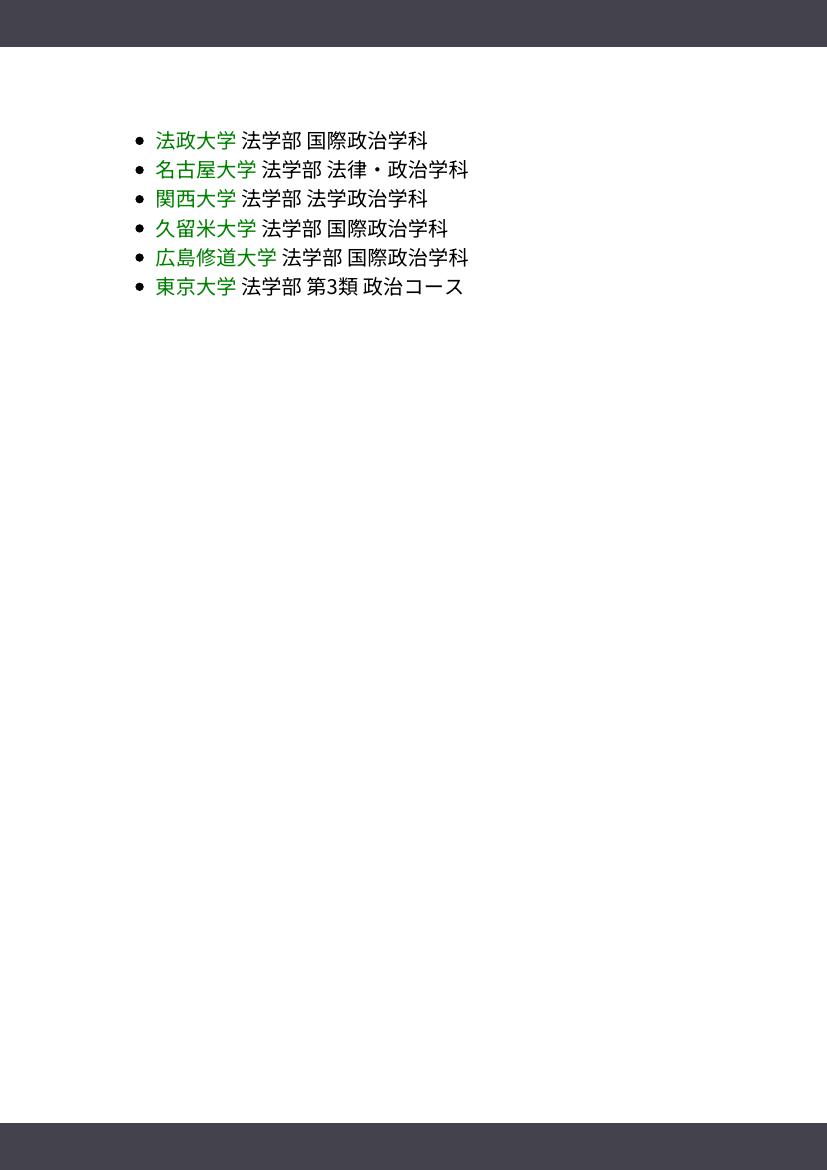 • 法政大学 法学部 国際政治学科
• 名古屋大学 法学部 法律・政治学科
• 関西大学 法学部 法学政治学科
• 久留米大学 法学部 国際政治学科
• 広島修道大学 法学部 国際政治学科
• 東京大学 法学部 第3類 政治コース